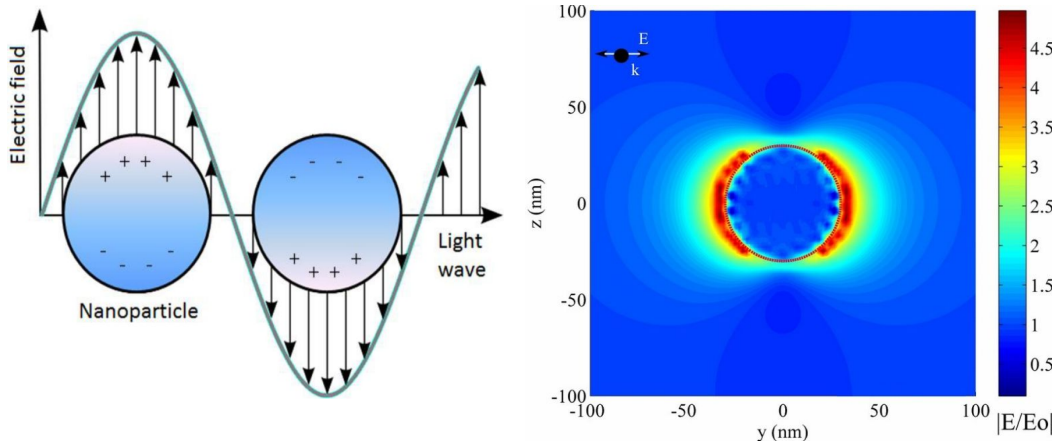 Electric field
+ +
+ +
- -
- -
- -
- -
+ +
+ +
Nanoparticle
Light
wave
E
k
100
50
0
-50
-100
z (nm)
-100 -50 0 50 100
y (nm)
4.5
4
3.5
3
2.5
2
1.5
1
0.5
|E/Eo|